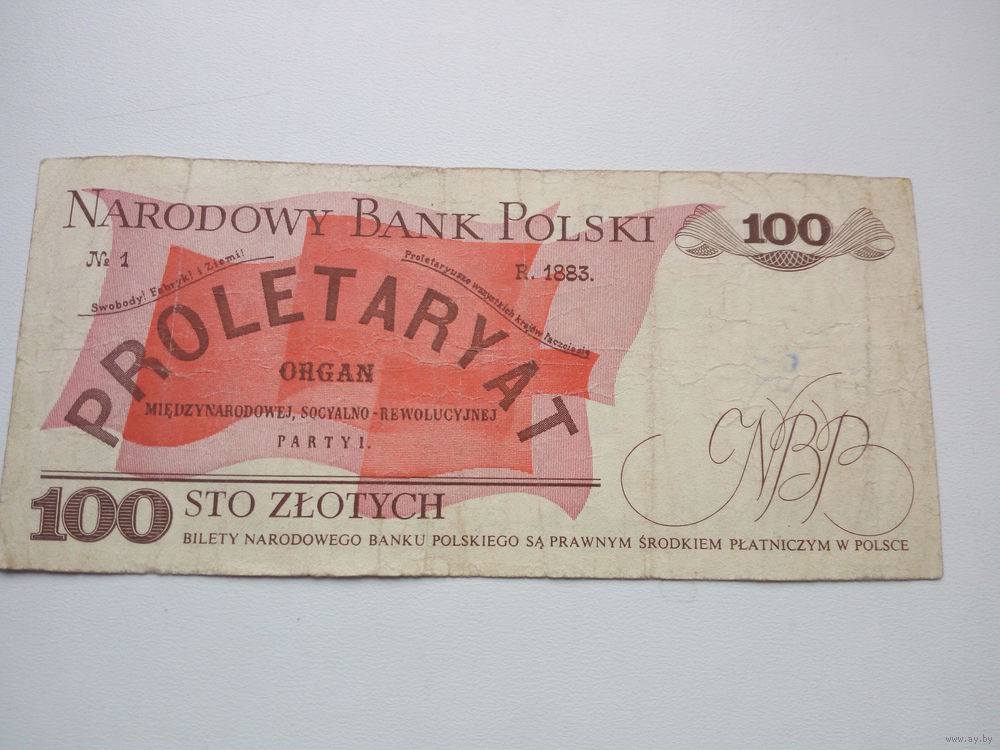 NARODOWY BANK POLSKI
100
№ 1
R. 1883.
Swobody! Fabryk! i Ziemi!
Proletaryusze wszystkich krajów łączcie się
PROLETARYAT
ORGAN
MIĘDZYNARODOWEJ, SOCYALNO-REWOLUCYJNEJ
PARTYI.
NBP
100 STO ZŁOTYCH
BILETY NARODOWEGO BANKU POLSKIEGO SĄ PRAWNYM ŚRODKIEM PŁATNICZYM W POLSCE
www.ay.by